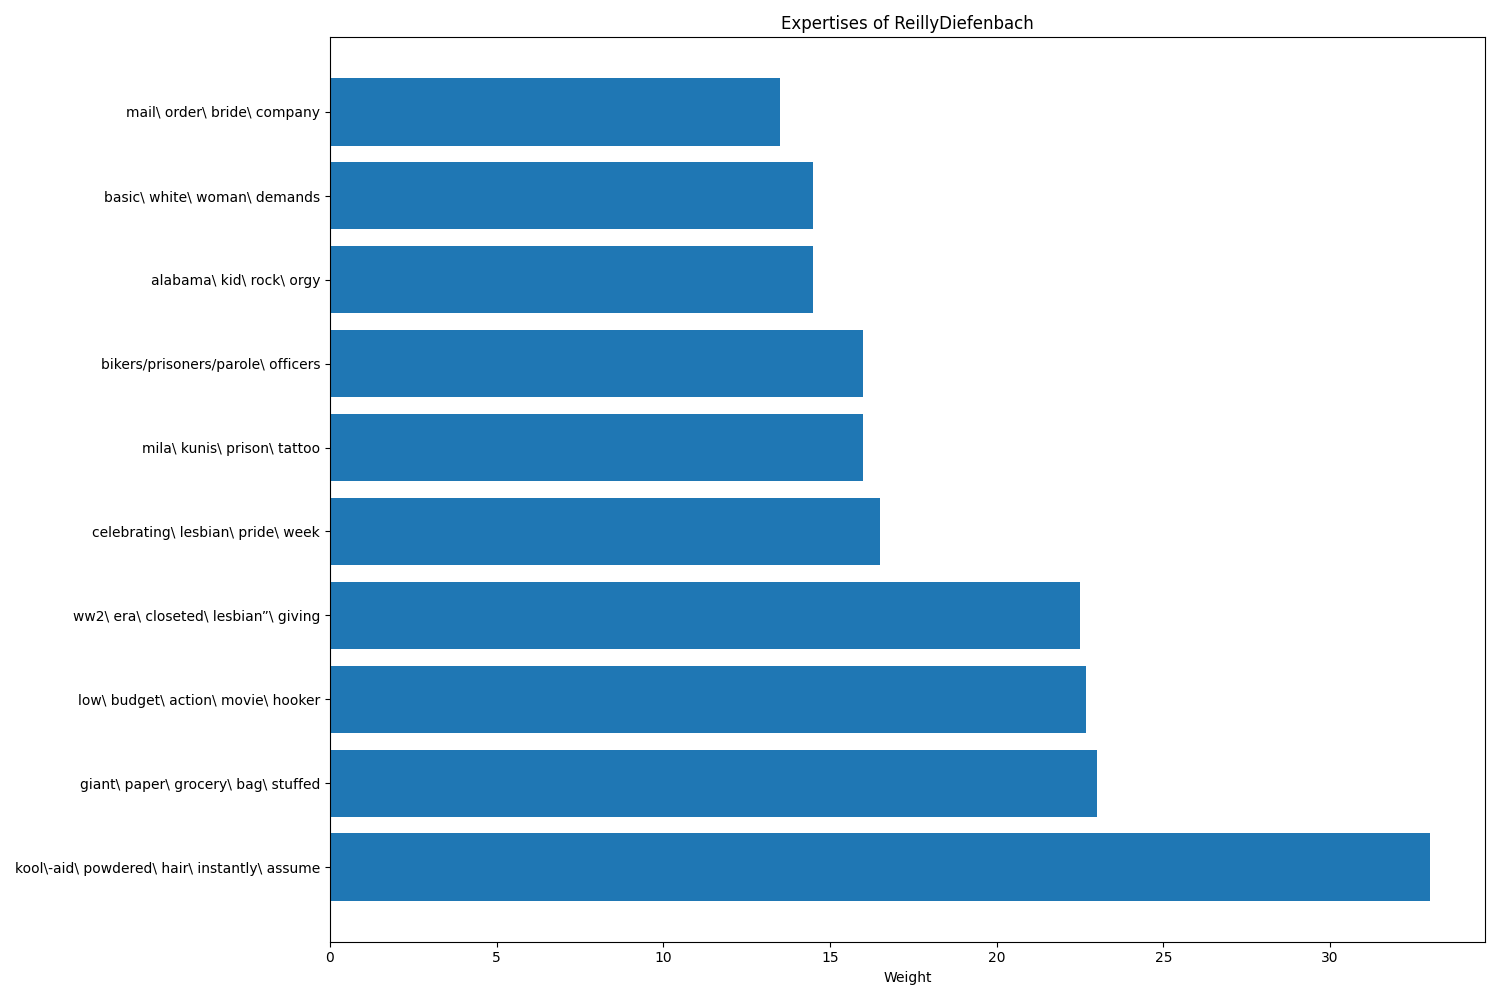 Expertises of ReillyDiefenbach
mail\ order\ bride\ company
basic\ white\ woman\ demands
alabama\ kid\ rock\ orgy
bikers/prisoners/parole\ officers
mila\ kunis\ prison\ tattoo
celebrating\ lesbian\ pride\ week
ww2\ era\ closeted\ lesbian”\ giving
low\ budget\ action\ movie\ hooker
giant\ paper\ grocery\ bag\ stuffed
kool\-aid\ powdered\ hair\ instantly\ assume
0 5 10 15 20 25 30
Weight